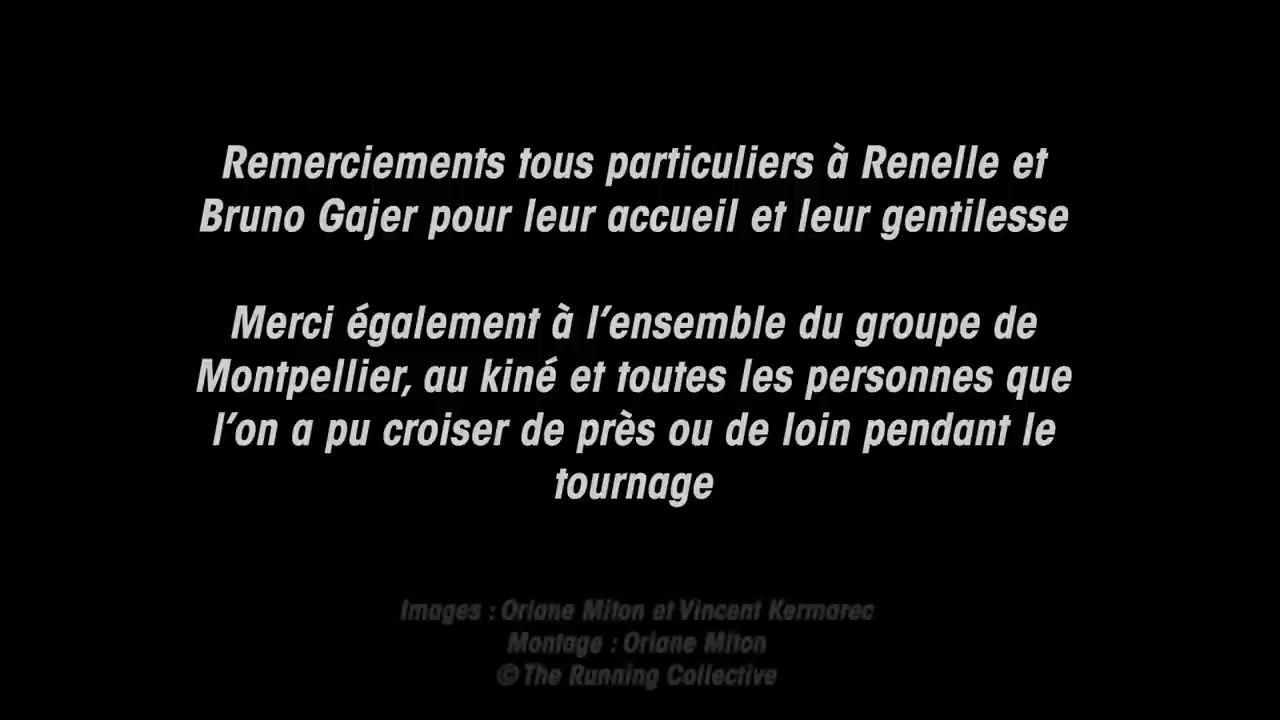 Remerciements tous particuliers à Renelle et
Bruno Gajer pour leur accueil et leur gentilesse
Merci également à l'ensemble du groupe de
Montpellier, au kiné et toutes les personnes que
l'on a pu croiser de près ou de loin pendant le
tournage
Images : Oriane Miton et Vincent Kermarec
Montage : Oriane Miton
© The Running Collective